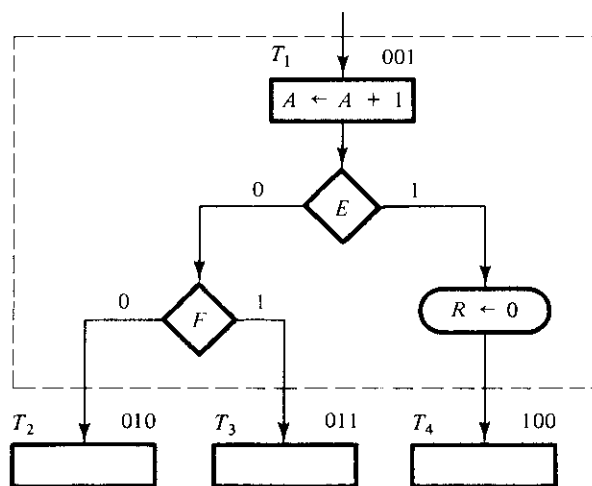 T₁ 001
A ← A + 1
0 1
E
0 1
F
R ← 0
T₂ 010 T₃ 011 T₄ 100